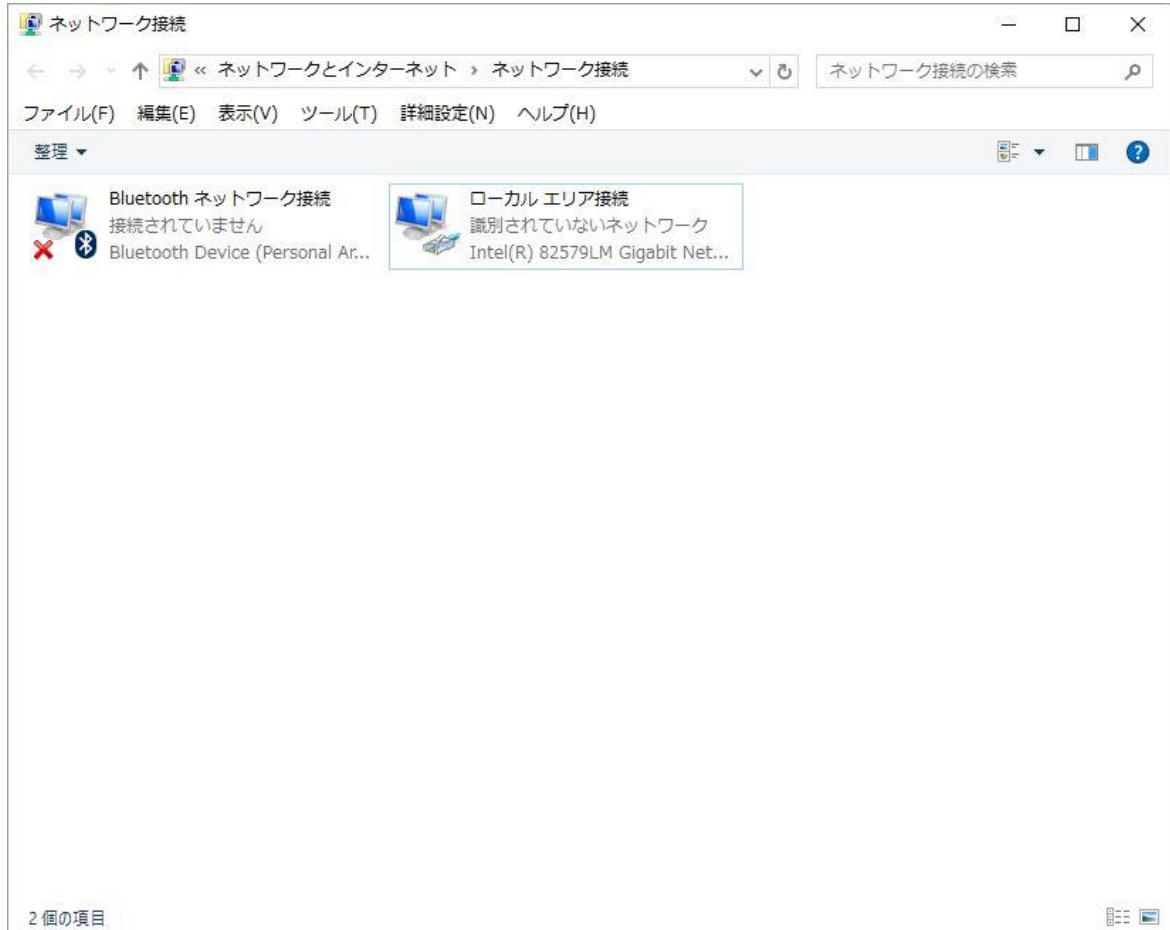 ネットワーク接続
« ネットワークとインターネット › ネットワーク接続
ネットワーク接続の検索
ファイル(F) 編集(E) 表示(V) ツール(T) 詳細設定(N) ヘルプ(H)
整理
Bluetooth ネットワーク接続
接続されていません
Bluetooth Device (Personal Ar...
ローカル エリア接続
識別されていないネットワーク
Intel(R) 82579LM Gigabit Net...
2 個の項目